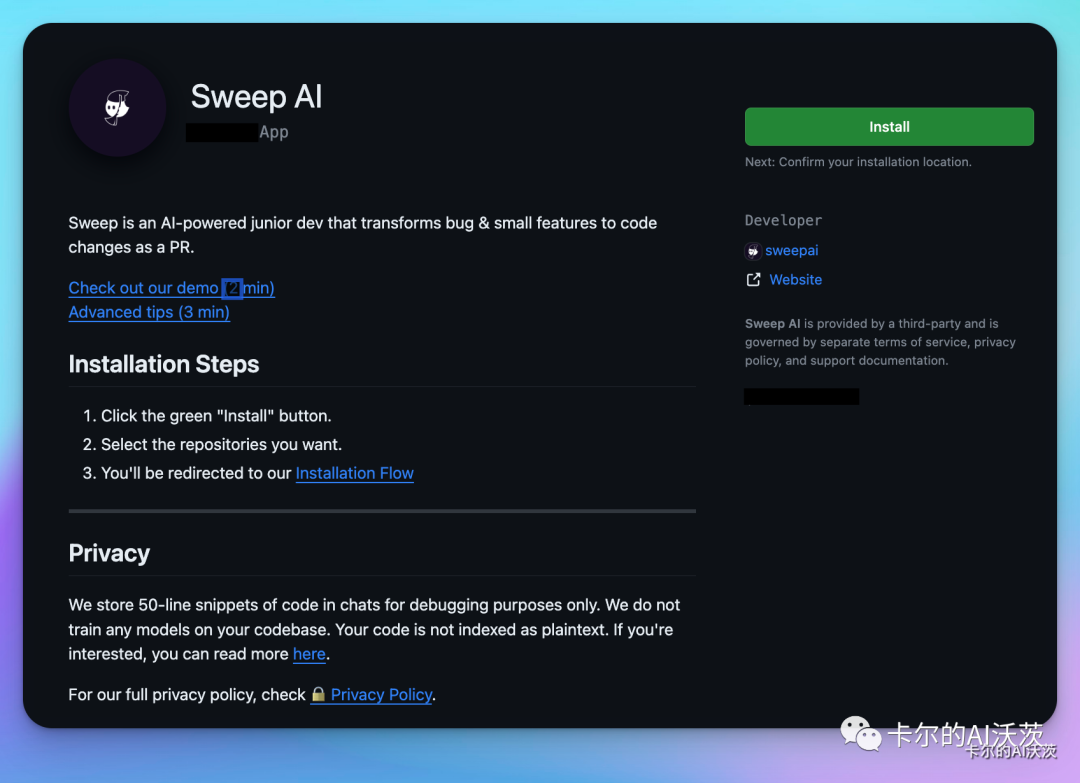 Sweep AI
App
Sweep is an AI-powered junior dev that transforms bug & small features to code
changes as a PR.
Check out our demo (2 min)
Advanced tips (3 min)
Installation Steps
1. Click the green "Install" button.
2. Select the repositories you want.
3. You'll be redirected to our Installation Flow
Privacy
We store 50-line snippets of code in chats for debugging purposes only. We do not
train any models on your codebase. Your code is not indexed as plaintext. If you're
interested, you can read more here.
For our full privacy policy, check 🔒 Privacy Policy.
Install
Next: Confirm your installation location.
Developer
sweepai
Website
Sweep AI is provided by a third-party and is
governed by separate terms of service, privacy
policy, and support documentation.
卡尔的AI沃茨
卡尔的AI沃茨